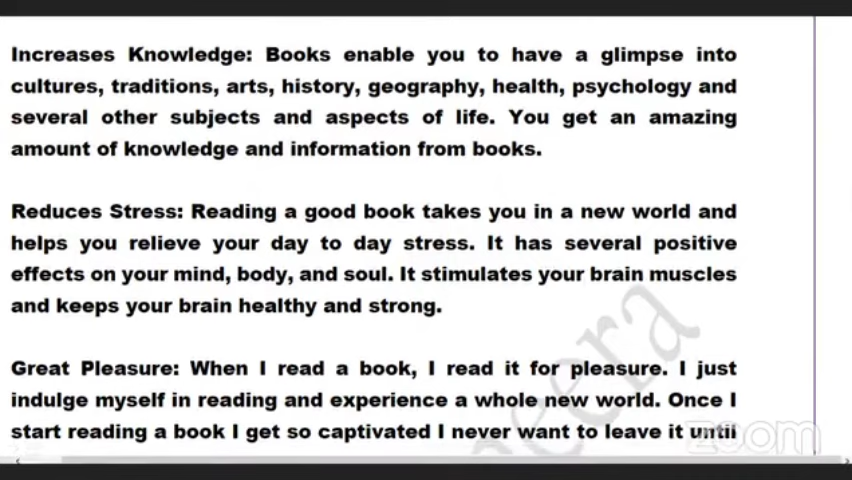 Increases Knowledge: Books enable you to have a glimpse into
cultures, traditions, arts, history, geography, health, psychology and
several other subjects and aspects of life. You get an amazing
amount of knowledge and information from books.
Reduces Stress: Reading a good book takes you in a new world and
helps you relieve your day to day stress. It has several positive
effects on your mind, body, and soul. It stimulates your brain muscles
and keeps your brain healthy and strong.
Great Pleasure: When I read a book, I read it for pleasure. I just
indulge myself in reading and experience a whole new world. Once I
start reading a book I get so captivated I never want to leave it until
zoom